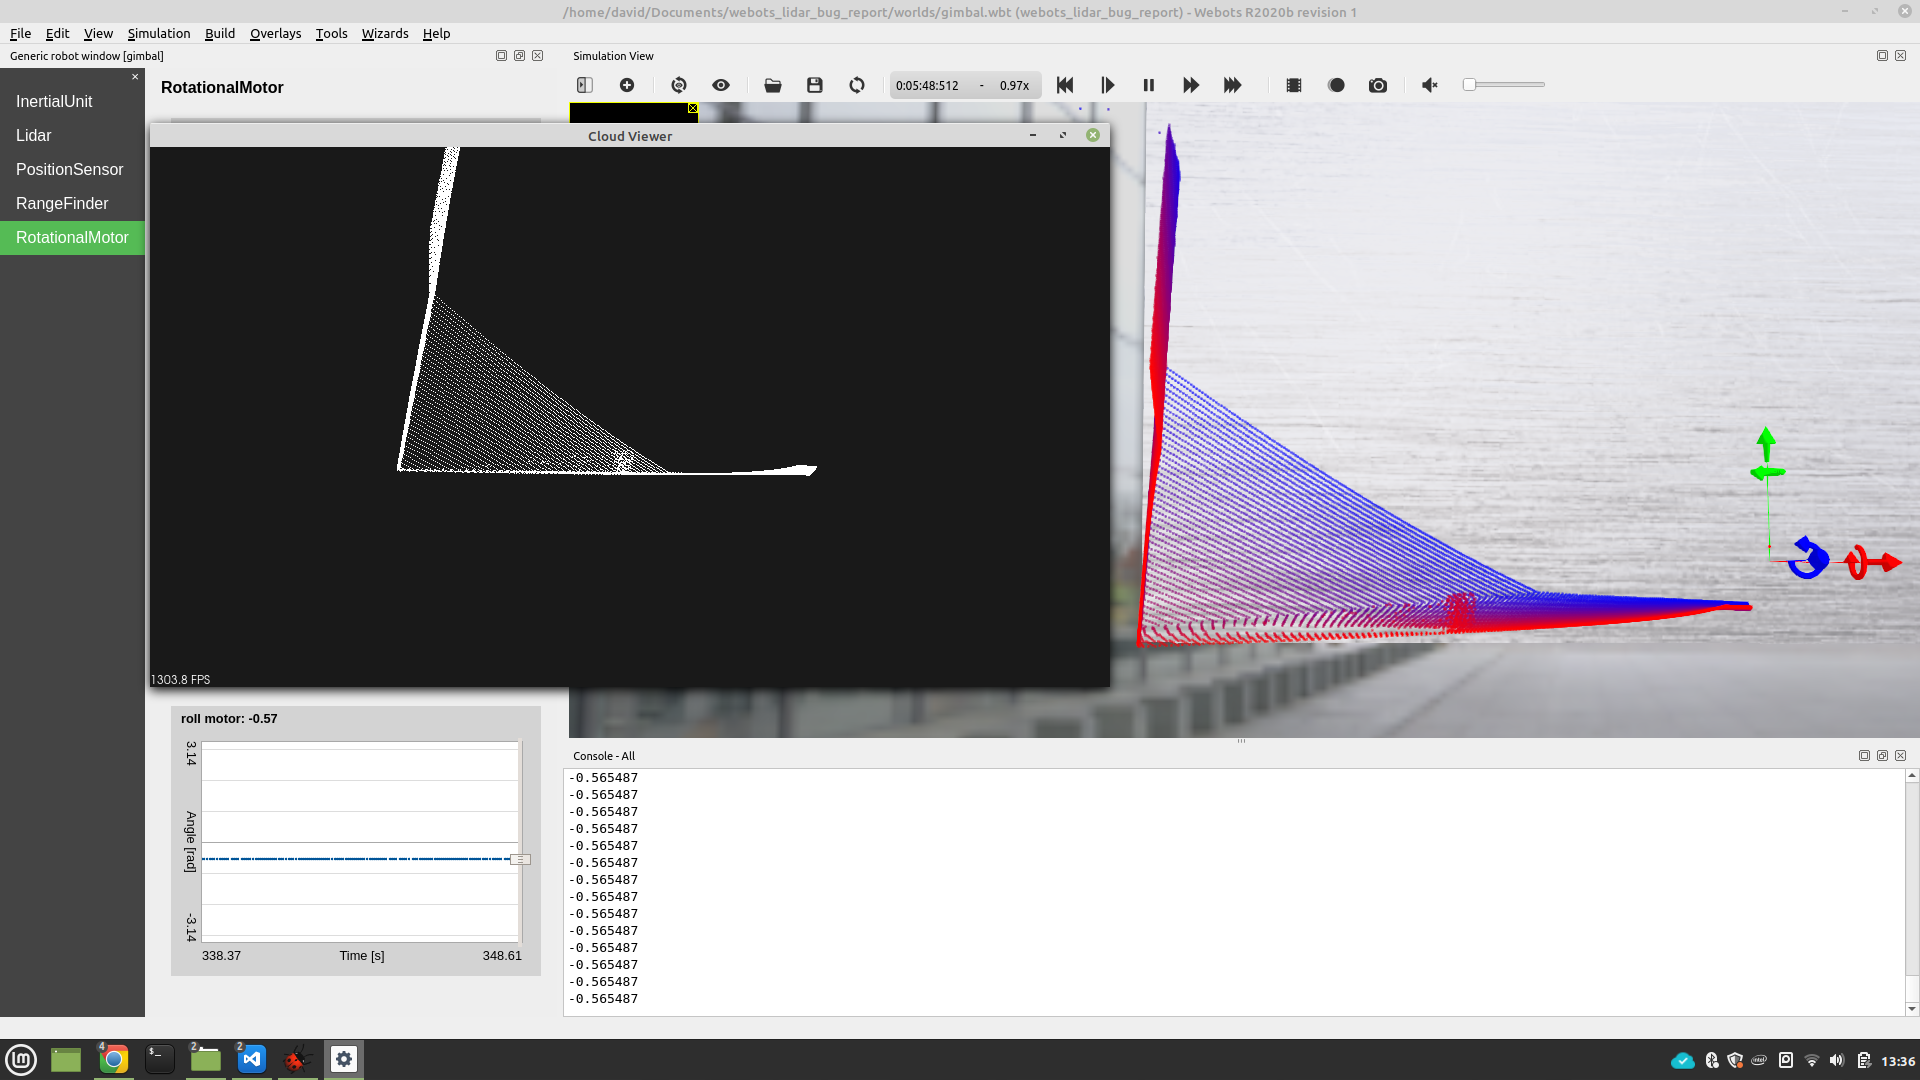 /home/david/Documents/webots_lidar_bug_report/worlds/gimbal.wbt (webots_lidar_bug_report) - Webots R2020b revision 1
File Edit View Simulation Build Overlays Tools Wizards Help
Generic robot window [gimbal]
Simulation View
InertialUnit
Lidar
PositionSensor
RangeFinder
RotationalMotor
RotationalMotor
0:05:48:512 - 0.97x
Cloud Viewer
1303.8 FPS
roll motor: -0.57
3.14
Angle [rad]
-3.14
338.37 Time [s] 348.61
Console - All
-0.565487
-0.565487
-0.565487
-0.565487
-0.565487
-0.565487
-0.565487
-0.565487
-0.565487
-0.565487
-0.565487
-0.565487
-0.565487
-0.565487
4
$_
2
2
intel
13:36